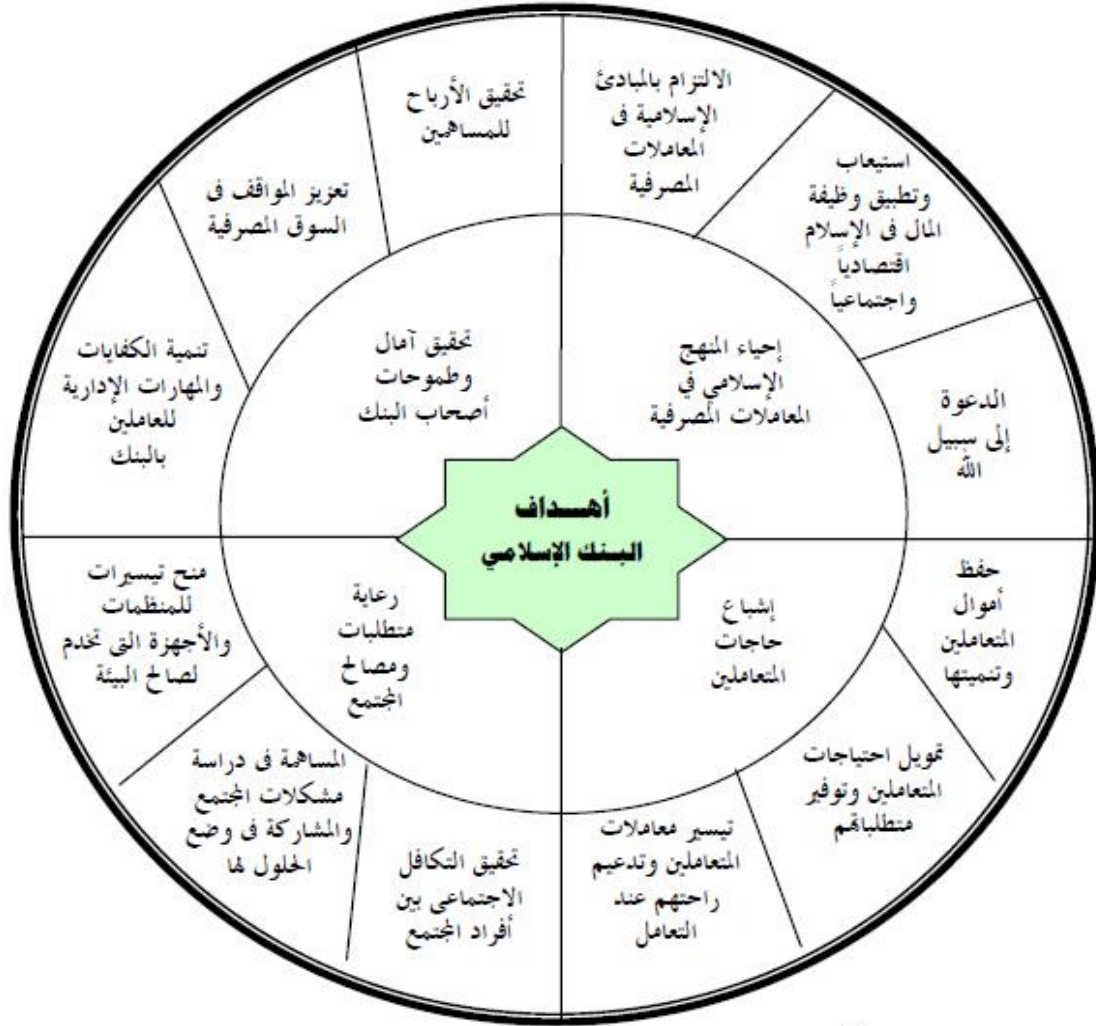 أهـــداف
البـنـك الإسلامي
إحياء المنهج
الإسلامي في
المعاملات المصرفية
الالتزام بالمبادئ
الإسلامية فى
المعاملات
المصرفية
استيعاب
وتطبيق وظيفة
المال فى الإسلام
اقتصادياً
واجتماعياً
الدعوة
إلى سبيل
الله
إشباع
حاجات
المتعاملين
حفظ
أموال
المتعاملين
وتنميتها
تمويل احتياجات
المتعاملين وتوفير
متطلباتهم
تيسير معاملات
المتعاملين وتدعيم
راحتهم عند
التعامل
رعاية
متطلبات
ومصالح
المجتمع
تحقيق التكافل
الاجتماعى بين
أفراد المجتمع
المساهمة فى دراسة
مشكلات المجتمع
والمشاركة فى وضع
الحلول لها
منح تيسيرات
للمنظمات
والأجهزة التى تخدم
لصالح البيئة
تحقيق آمال
وطموحات
أصحاب البنك
تنمية الكفايات
والمهارات الإدارية
للعاملين
بالبنك
تعزيز المواقف فى
السوق المصرفية
تحقيق الأرباح
للمساهمين